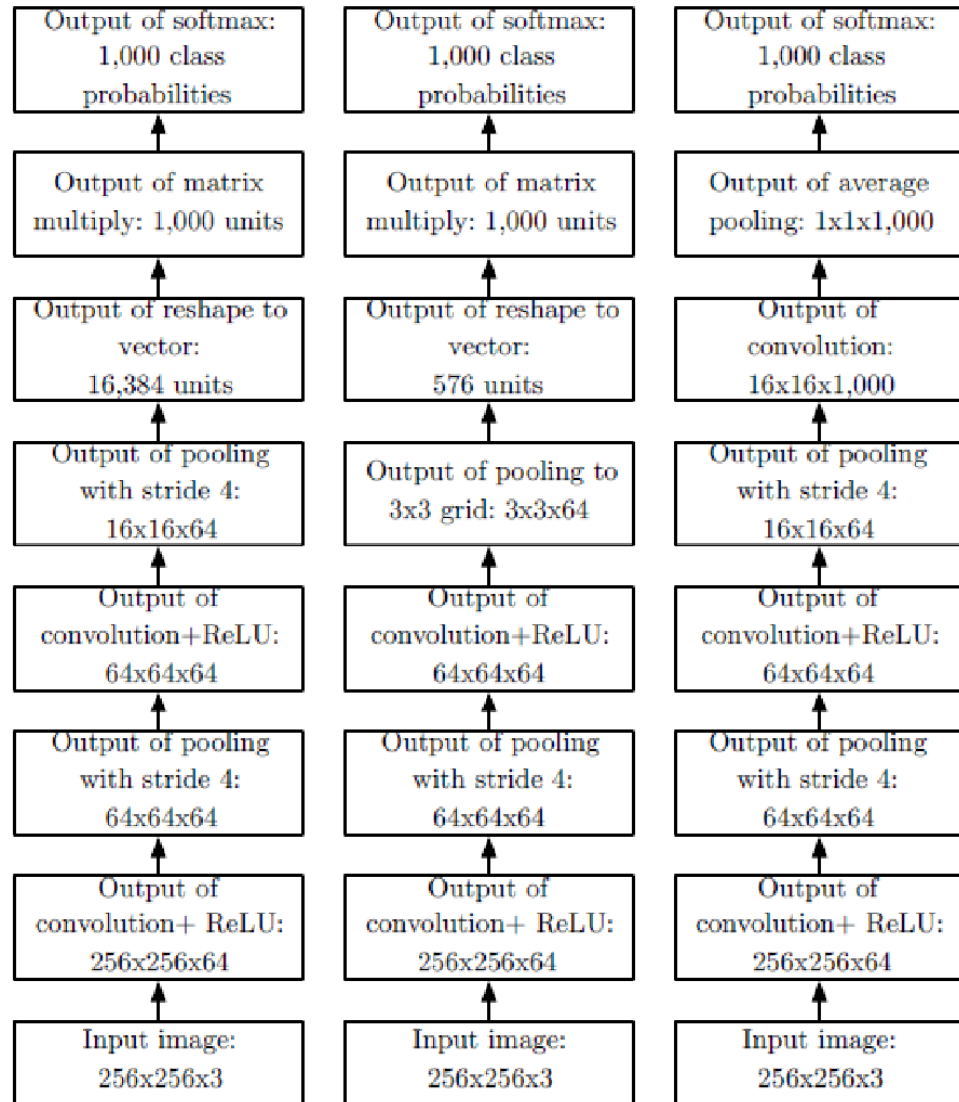 Output of softmax:
1,000 class
probabilities
Output of matrix
multiply: 1,000 units
Output of reshape to
vector:
16,384 units
Output of pooling
with stride 4:
16x16x64
Output of
convolution+ReLU:
64x64x64
Output of pooling
with stride 4:
64x64x64
Output of
convolution+ ReLU:
256x256x64
Input image:
256x256x3
Output of softmax:
1,000 class
probabilities
Output of matrix
multiply: 1,000 units
Output of reshape to
vector:
576 units
Output of pooling to
3x3 grid: 3x3x64
Output of
convolution+ReLU:
64x64x64
Output of pooling
with stride 4:
64x64x64
Output of
convolution+ ReLU:
256x256x64
Input image:
256x256x3
Output of softmax:
1,000 class
probabilities
Output of average
pooling: 1x1x1,000
Output of
convolution:
16x16x1,000
Output of pooling
with stride 4:
16x16x64
Output of
convolution+ReLU:
64x64x64
Output of pooling
with stride 4:
64x64x64
Output of
convolution+ ReLU:
256x256x64
Input image:
256x256x3